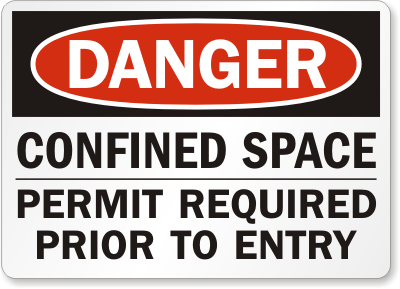 DANGER
CONFINED SPACE
PERMIT REQUIRED
PRIOR TO ENTRY